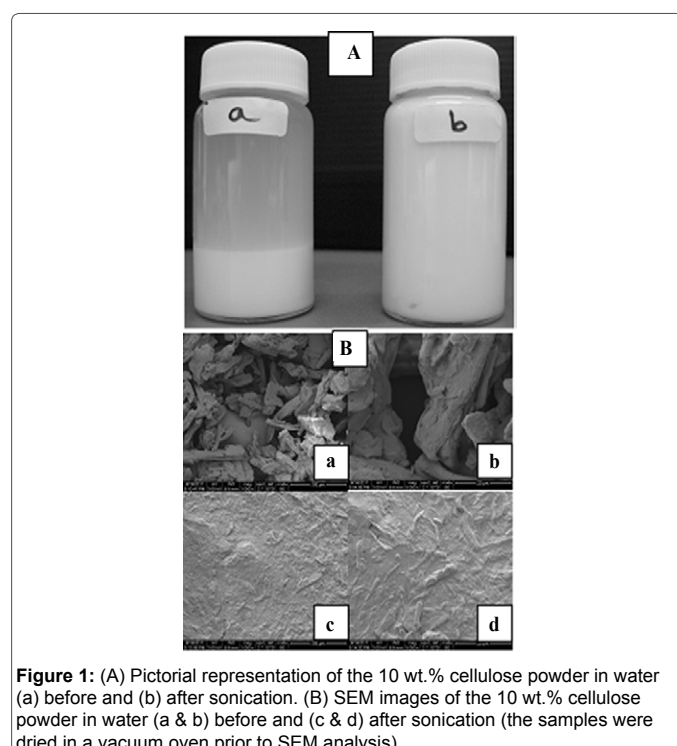 A
a
b
B
a
b
c
d
Figure 1: (A) Pictorial representation of the 10 wt.% cellulose powder in water
(a) before and (b) after sonication. (B) SEM images of the 10 wt.% cellulose
powder in water (a & b) before and (c & d) after sonication (the samples were
dried in a vacuum oven prior to SEM analysis)